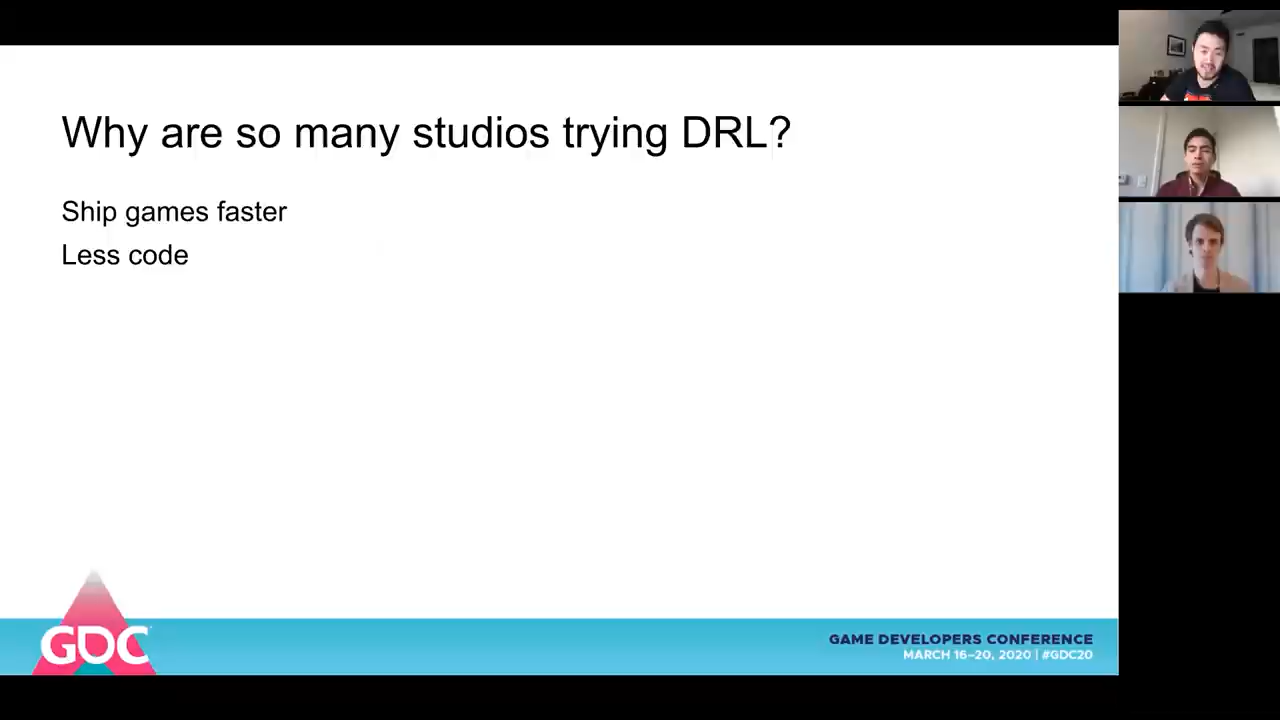 Why are so many studios trying DRL?
Ship games faster
Less code
GDC
GAME DEVELOPERS CONFERENCE
MARCH 16–20, 2020 | #GDC20